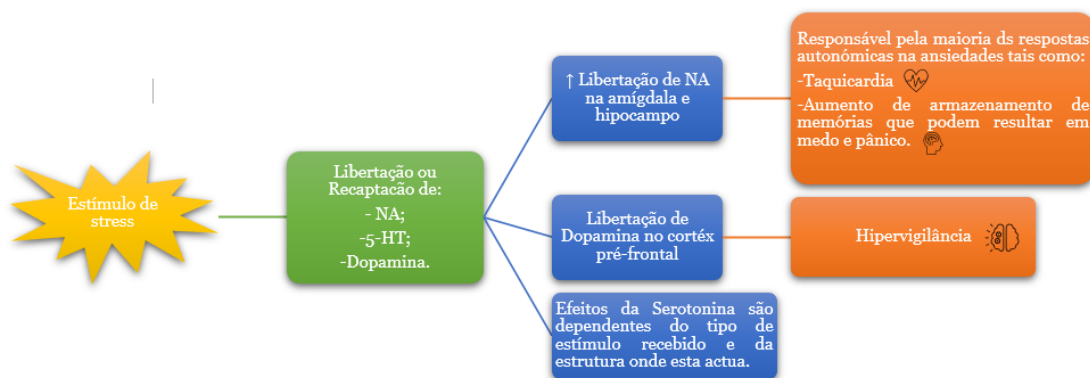 Estímulo de
stress
Libertação ou
Recaptacão de:
- NA;
-5-HT;
-Dopamina.
↑ Libertação de NA
na amígdala e
hipocampo
Responsável pela maioria ds respostas
autonómicas na ansiedades tais como:
-Taquicardia
-Aumento de armazenamento de
memórias que podem resultar em
medo e pânico.
Libertação de
Dopamina no cortéx
pré-frontal
Hipervigilância
Efeitos da Serotonina são
dependentes do tipo de
estímulo recebido e da
estrutura onde esta actua.